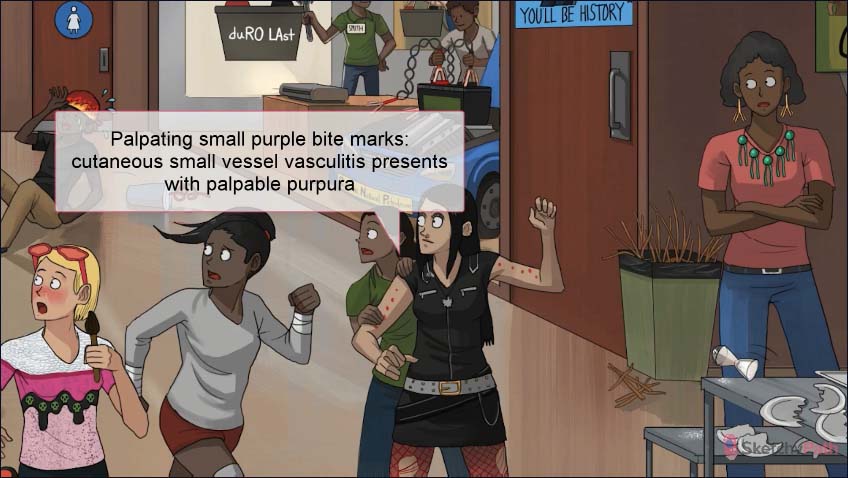 YOU'LL BE HISTORY
SMITH
duRO LAst
Palpating small purple bite marks:
cutaneous small vessel vasculitis presents
with palpable purpura
Natural